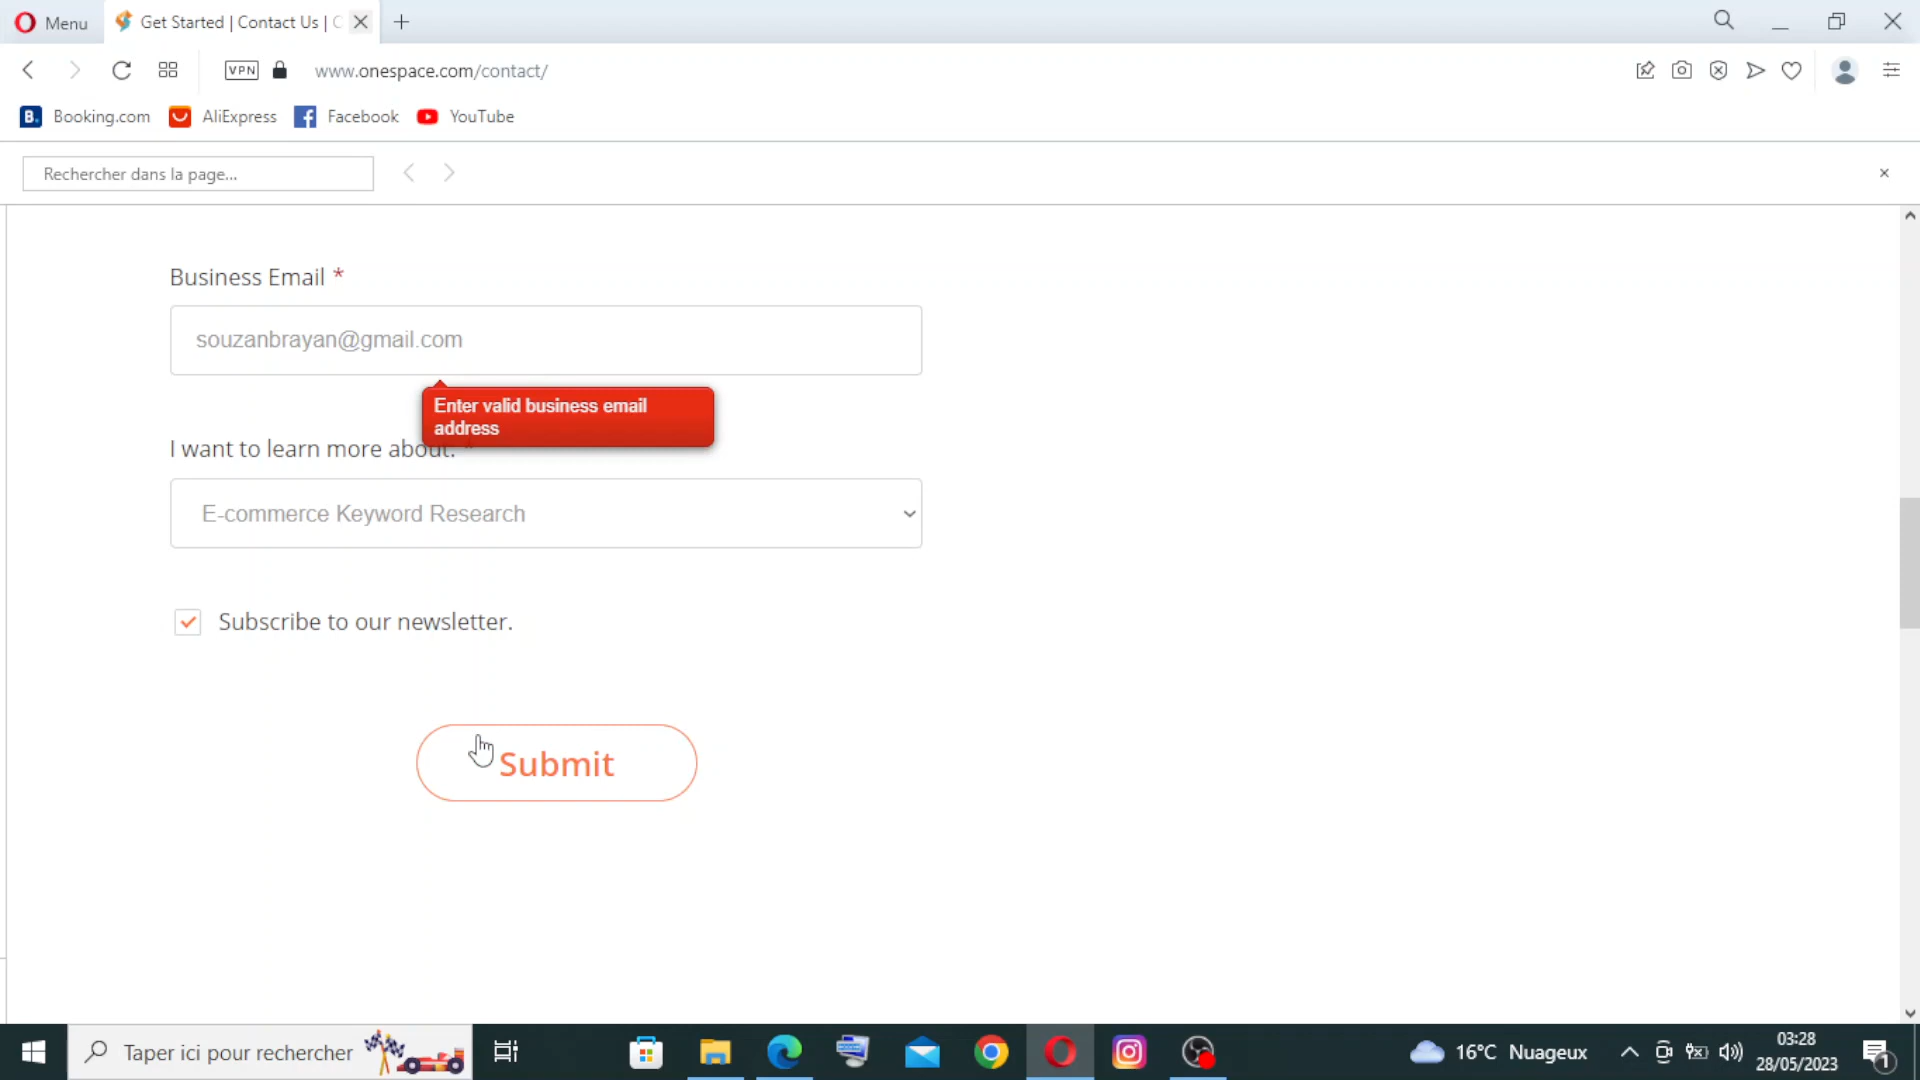 Menu
Get Started | Contact Us | C
VPN
www.onespace.com/contact/
B. Booking.com
AliExpress
Facebook
YouTube
Rechercher dans la page...
Business Email *
souzanbrayan@gmail.com
Enter valid business email
address
I want to learn more about:
E-commerce Keyword Research
Subscribe to our newsletter.
Submit
Taper ici pour rechercher
16°C Nuageux
03:28
28/05/2023
1